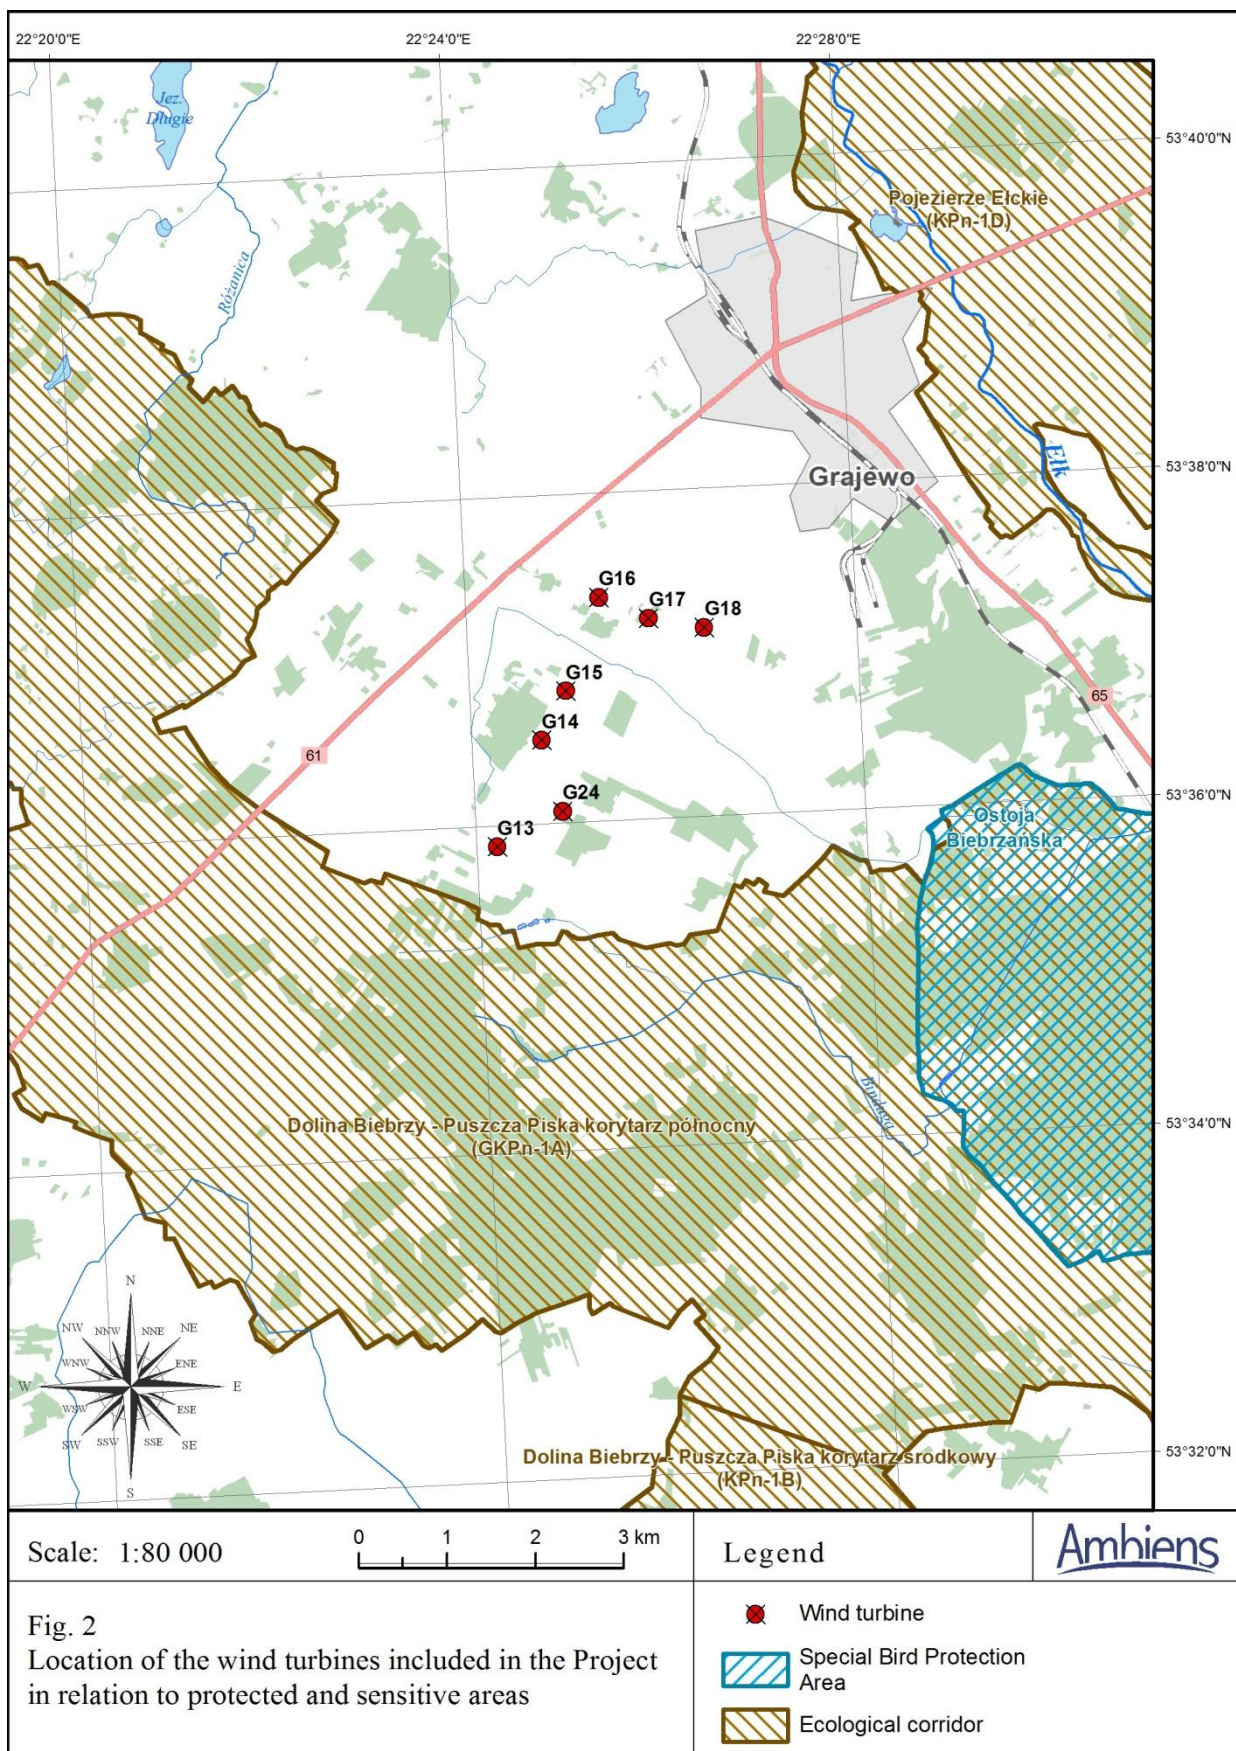 22°20'0"E
22°24'0"E
22°28'0"E
53°40'0"N
53°38'0"N
53°36'0"N
53°34'0"N
53°32'0"N
Jez.
Długie
Różanica
Pojezierze Ełckie
(KPn-1D)
Ełk
Grajewo
G16
G17
G18
G15
G14
G24
G13
61
65
Ostoja
Biebrzańska
Binduga
Dolina Biebrzy - Puszcza Piska korytarz północny
(GKPn-1A)
Dolina Biebrzy - Puszcza Piska korytarz srodkowy
(KPn-1B)
N
NNW
NNE
NW
NE
WNW
ENE
W
E
WSW
ESE
SW
SSW
SSE
SE
S
Scale: 1:80 000
0 1 2 3 km
Legend
Ambiens
Fig. 2
Location of the wind turbines included in the Project
in relation to protected and sensitive areas
Wind turbine
Special Bird Protection
Area
Ecological corridor